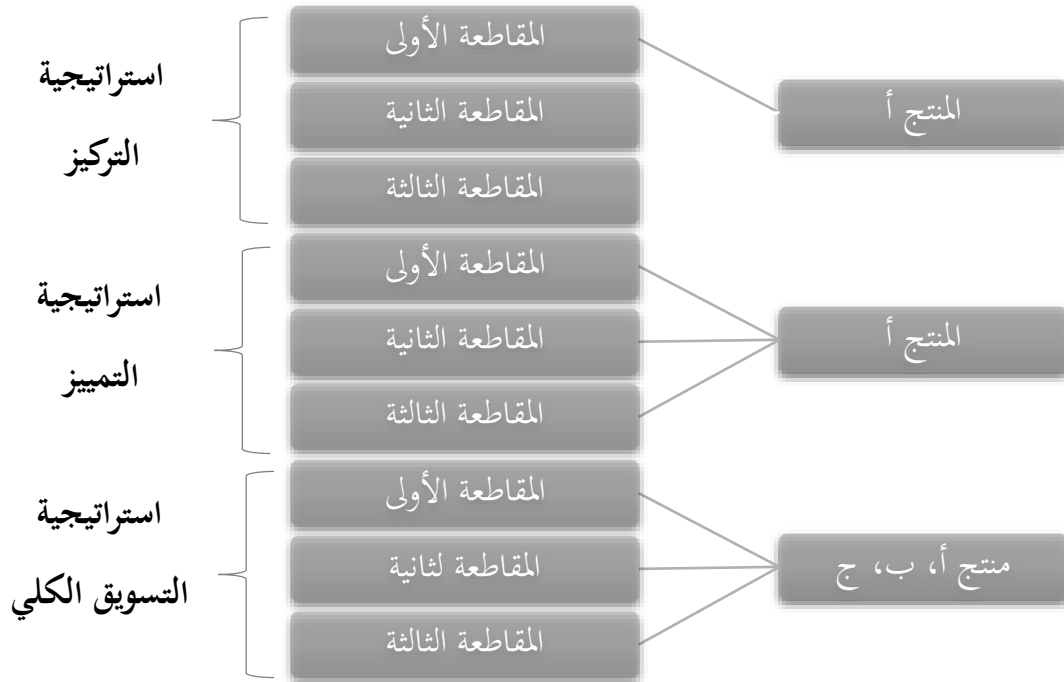 المنتج أ
المقاطعة الأولى
المقاطعة الثانية
المقاطعة الثالثة
استراتيجية
التركيز
المنتج أ
المقاطعة الأولى
المقاطعة الثانية
المقاطعة الثالثة
استراتيجية
التمييز
منتج أ، ب، ج
المقاطعة الأولى
المقاطعة لثانية
المقاطعة الثالثة
استراتيجية
التسويق الكلي